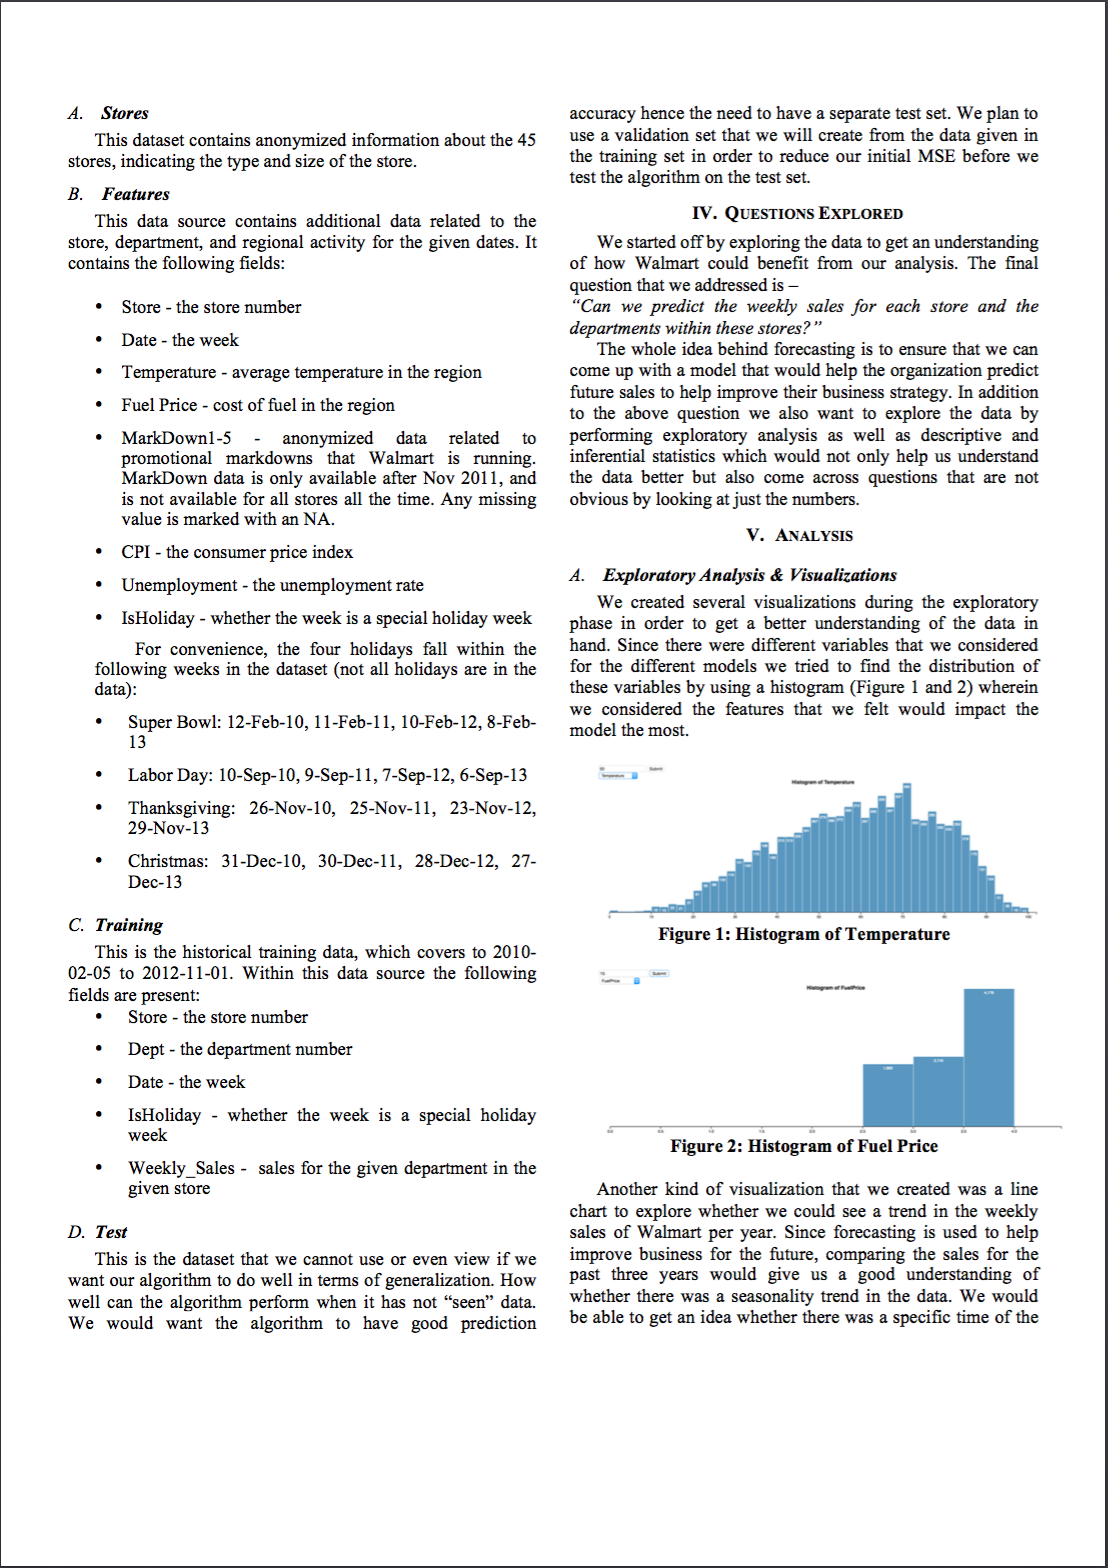 A. Stores
This dataset contains anonymized information about the 45
stores, indicating the type and size of the store.
B. Features
This data source contains additional data related to the
store, department, and regional activity for the given dates. It
contains the following fields:
• Store - the store number
• Date - the week
• Temperature - average temperature in the region
• Fuel Price - cost of fuel in the region
• MarkDown1-5 - anonymized data related to
promotional markdowns that Walmart is running.
MarkDown data is only available after Nov 2011, and
is not available for all stores all the time. Any missing
value is marked with an NA.
• CPI - the consumer price index
• Unemployment - the unemployment rate
• IsHoliday - whether the week is a special holiday week
For convenience, the four holidays fall within the
following weeks in the dataset (not all holidays are in the
data):
• Super Bowl: 12-Feb-10, 11-Feb-11, 10-Feb-12, 8-Feb-
13
• Labor Day: 10-Sep-10, 9-Sep-11, 7-Sep-12, 6-Sep-13
• Thanksgiving: 26-Nov-10, 25-Nov-11, 23-Nov-12,
29-Nov-13
• Christmas: 31-Dec-10, 30-Dec-11, 28-Dec-12, 27-
Dec-13
C. Training
This is the historical training data, which covers to 2010-
02-05 to 2012-11-01. Within this data source the following
fields are present:
• Store - the store number
• Dept - the department number
• Date - the week
• IsHoliday - whether the week is a special holiday
week
• Weekly_Sales - sales for the given department in the
given store
D. Test
This is the dataset that we cannot use or even view if we
want our algorithm to do well in terms of generalization. How
well can the algorithm perform when it has not “seen” data.
We would want the algorithm to have good prediction
accuracy hence the need to have a separate test set. We plan to
use a validation set that we will create from the data given in
the training set in order to reduce our initial MSE before we
test the algorithm on the test set.
IV. QUESTIONS EXPLORED
We started off by exploring the data to get an understanding
of how Walmart could benefit from our analysis. The final
question that we addressed is –
“Can we predict the weekly sales for each store and the
departments within these stores?”
The whole idea behind forecasting is to ensure that we can
come up with a model that would help the organization predict
future sales to help improve their business strategy. In addition
to the above question we also want to explore the data by
performing exploratory analysis as well as descriptive and
inferential statistics which would not only help us understand
the data better but also come across questions that are not
obvious by looking at just the numbers.
V. ANALYSIS
A. Exploratory Analysis & Visualizations
We created several visualizations during the exploratory
phase in order to get a better understanding of the data in
hand. Since there were different variables that we considered
for the different models we tried to find the distribution of
these variables by using a histogram (Figure 1 and 2) wherein
we considered the features that we felt would impact the
model the most.
Submit
Temperature
Histogram of Temperature
Figure 1: Histogram of Temperature
Submit
FuelPrice
Histogram of FuelPrice
Figure 2: Histogram of Fuel Price
Another kind of visualization that we created was a line
chart to explore whether we could see a trend in the weekly
sales of Walmart per year. Since forecasting is used to help
improve business for the future, comparing the sales for the
past three years would give us a good understanding of
whether there was a seasonality trend in the data. We would
be able to get an idea whether there was a specific time of the